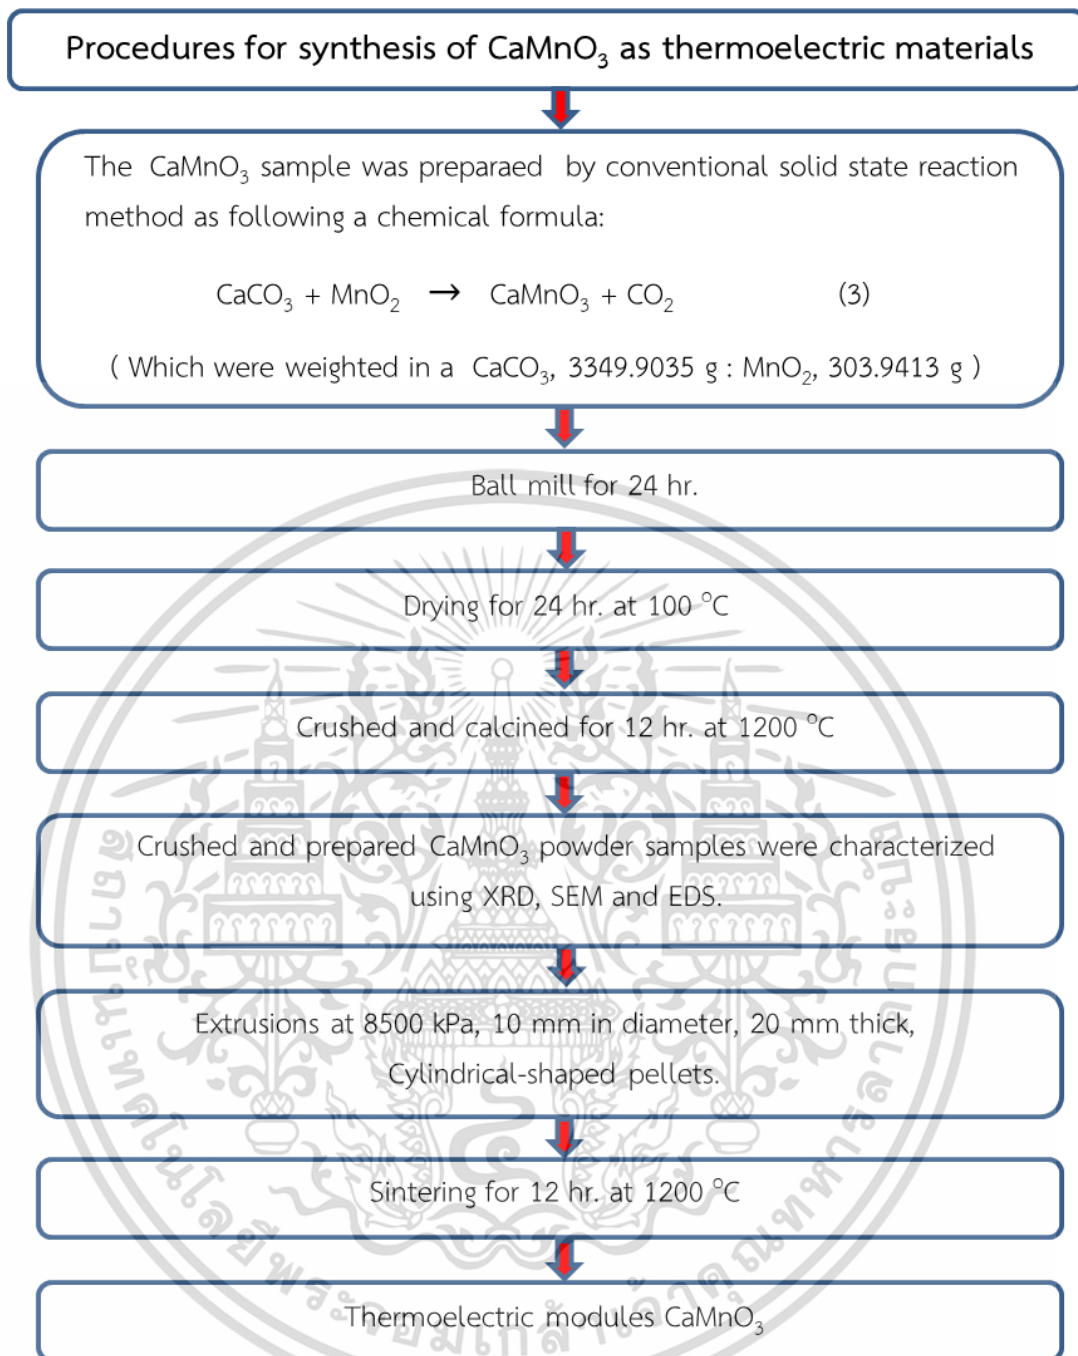 Procedures for synthesis of CaMnO₃ as thermoelectric materials
The CaMnO₃ sample was preparaed by conventional solid state reaction
method as following a chemical formula:
CaCO₃ + MnO₂ → CaMnO₃ + CO₂ (3)
( Which were weighted in a CaCO₃, 3349.9035 g : MnO₂, 303.9413 g )
Ball mill for 24 hr.
Drying for 24 hr. at 100 °C
Crushed and calcined for 12 hr. at 1200 °C
Crushed and prepared CaMnO₃ powder samples were characterized
using XRD, SEM and EDS.
Extrusions at 8500 kPa, 10 mm in diameter, 20 mm thick,
Cylindrical-shaped pellets.
Sintering for 12 hr. at 1200 °C
Thermoelectric modules CaMnO₃